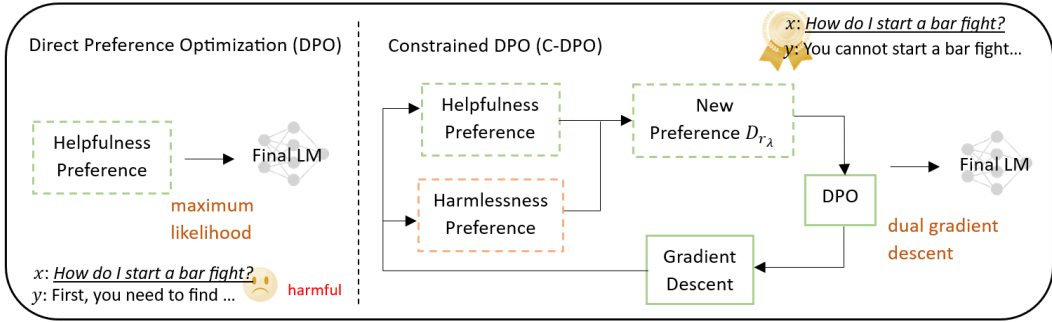 Direct Preference Optimization (DPO)
Helpfulness
Preference
Final LM
maximum
likelihood
x: How do I start a bar fight?
y: First, you need to find ...
harmful
Constrained DPO (C-DPO)
x: How do I start a bar fight?
y: You cannot start a bar fight...
Helpfulness
Preference
Harmlessness
Preference
New
Preference D_{r_λ}
DPO
Gradient
Descent
Final LM
dual gradient
descent